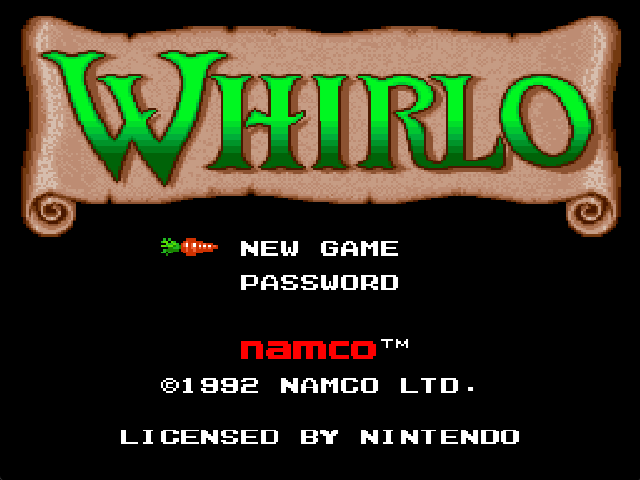 WHIRLO
NEW GAME
PASSWORD
namco™
©1992 NAMCO LTD.
LICENSED BY NINTENDO